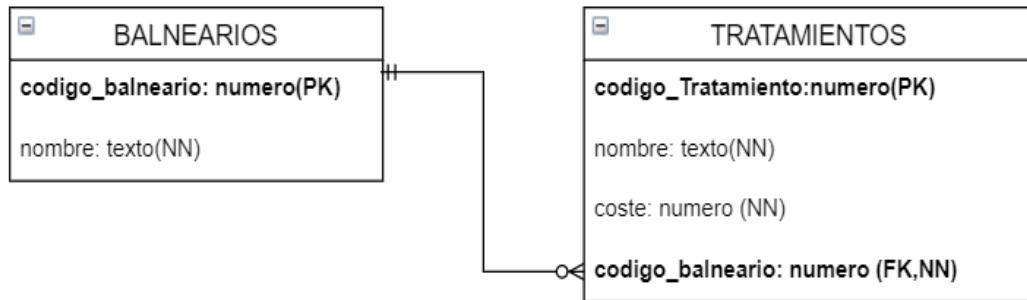 BALNEARIOS
codigo_balneario: numero(PK)
nombre: texto(NN)
TRATAMIENTOS
codigo_Tratamiento:numero(PK)
nombre: texto(NN)
coste: numero (NN)
codigo_balneario: numero (FK,NN)